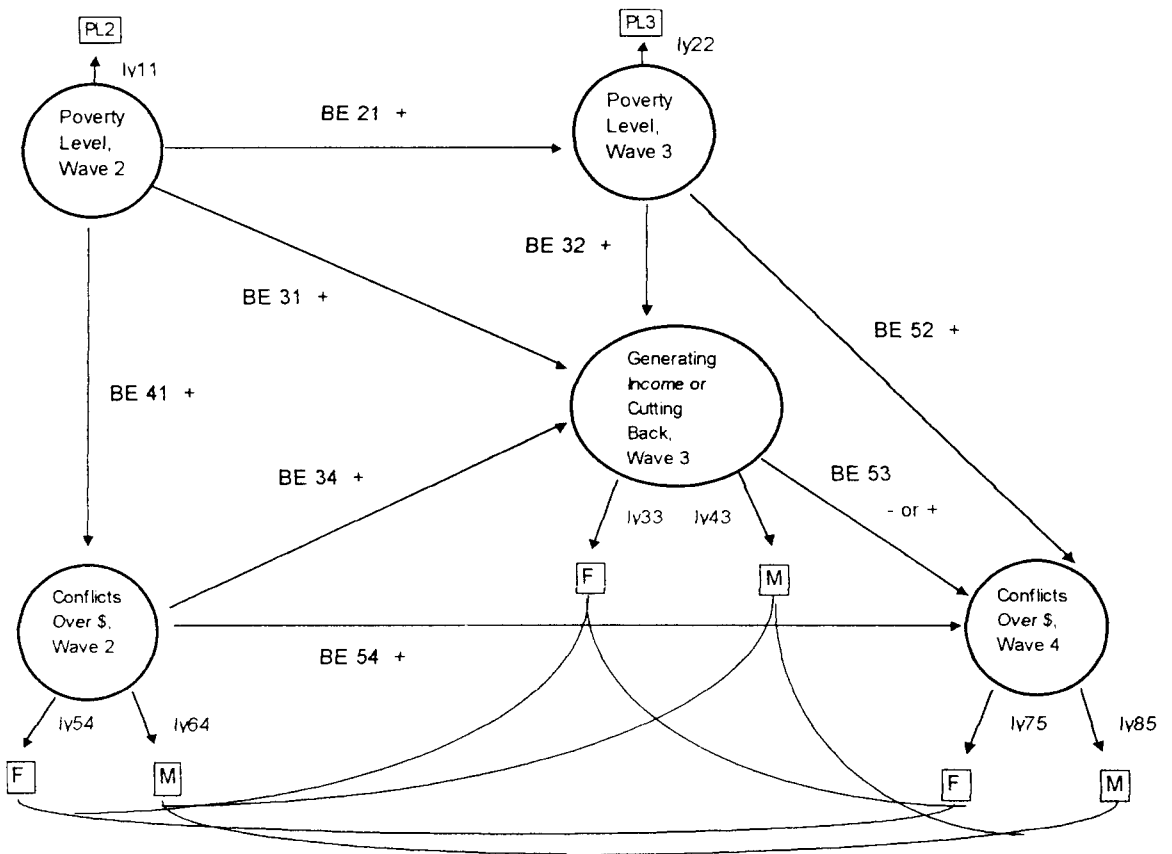 PL2
PL3
ly11
ly22
Poverty
Level,
Wave 2
BE 21 +
Poverty
Level,
Wave 3
BE 32 +
BE 31 +
BE 52 +
BE 41 +
Generating
Income or
Cutting
Back,
Wave 3
BE 34 +
BE 53
- or +
ly33
ly43
F
M
Conflicts
Over $,
Wave 2
BE 54 +
Conflicts
Over $,
Wave 4
ly54
ly64
ly75
ly85
F
M
F
M